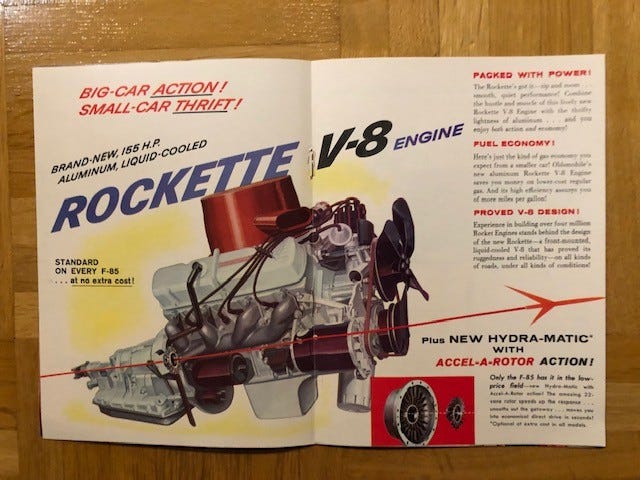 BIG-CAR ACTION!
SMALL-CAR THRIFT!
BRAND-NEW, 155 H.P.
ALUMINUM, LIQUID-COOLED
ROCKETTE V-8 ENGINE
STANDARD
ON EVERY F-85
... at no extra cost!
PACKED WITH POWER!
The Rockette's got it—zip and zoom . . .
smooth, quiet performance! Combine
the hustle and muscle of this lively new
Rockette V-8 Engine with the thrifty
lightness of aluminum . . . and you
enjoy both action and economy!
FUEL ECONOMY!
Here's just the kind of gas economy you
expect from a smaller car! Oldsmobile's
new aluminum Rockette V-8 Engine
saves you money on lower-cost regular
gas. And its high efficiency assures you
of more miles per gallon!
PROVED V-8 DESIGN!
Experience in building over four million
Rocket Engines stands behind the design
of the new Rockette—a front-mounted,
liquid-cooled V-8 that has proved its
ruggedness and reliability—on all kinds
of roads, under all kinds of conditions!
Plus NEW HYDRA-MATIC*
WITH
ACCEL-A-ROTOR ACTION!
Only the F-85 has it in the low-
price field—new Hydra-Matic with
Accel-A-Rotor action! The amazing 22-
vane rotor speeds up the response . . .
smooths out the getaway . . . moves you
into economical direct drive in seconds!
*Optional at extra cost in all models.